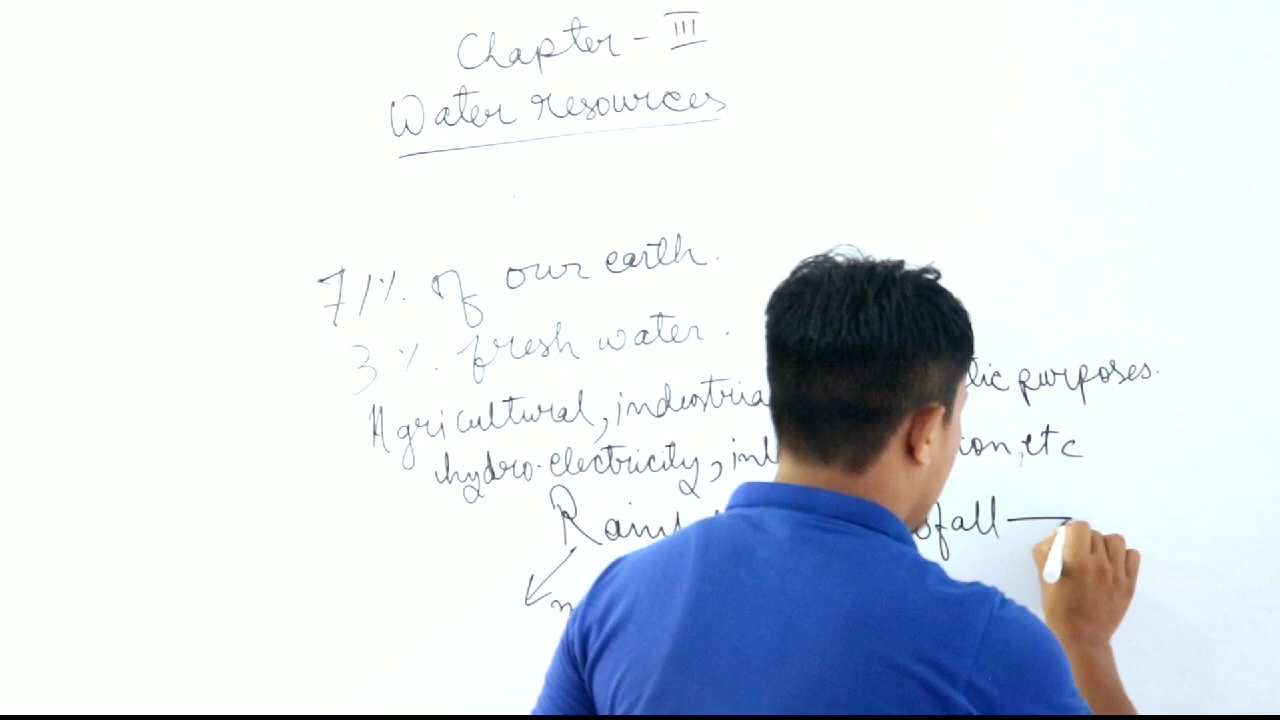 Chapter - III
Water resources
71% of our earth.
3%. fresh water.
Agricultural, industria lic purposes.
hydro-electricity, in ion, etc
Rain fall —